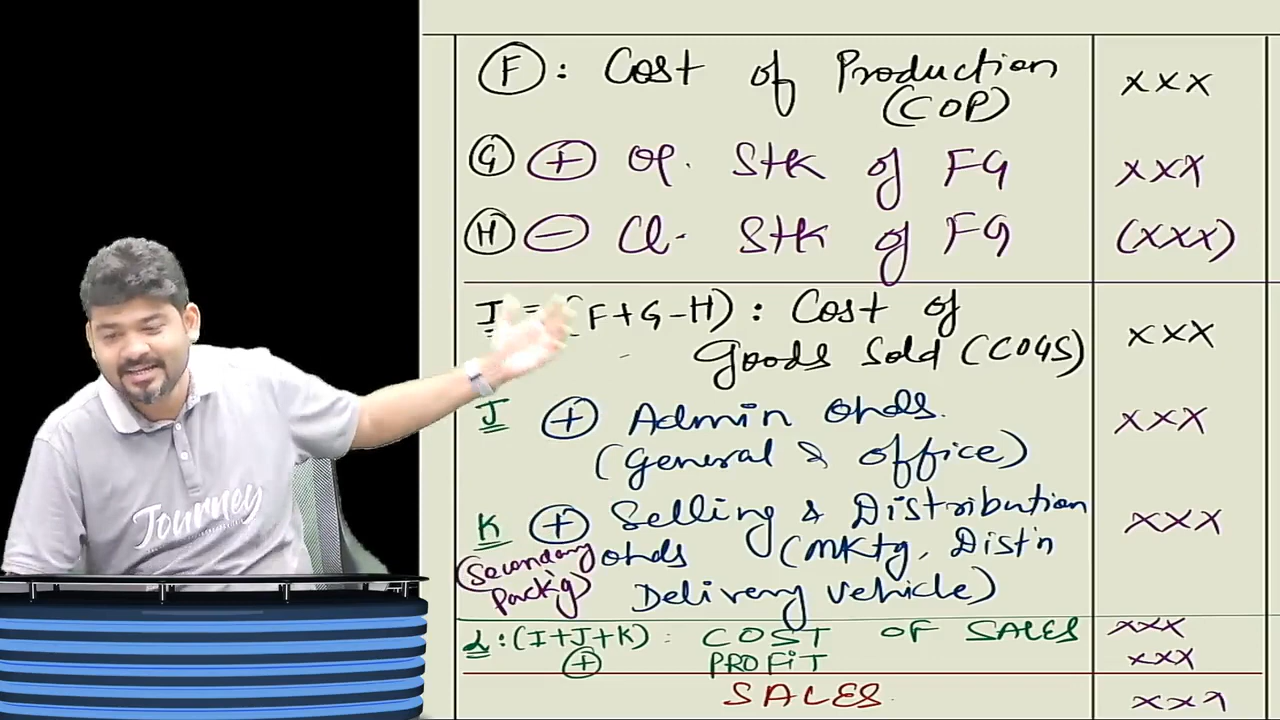 F : Cost of Production xxx
(COP)
G + Op. Stk of FG xxx
H - Cl. Stk of FG (xxx)
I = (F+G-H) : Cost of
Goods Sold (COGS) xxx
J + Admin ohds. xxx
(General & office)
K + Selling & Distribution xxx
ohds (Mktg, Dist'n
(Secondary Pack'g)
Delivery vehicle)
L : (I+J+K) : COST OF SALES xxx
+ PROFIT xxx
SALES xxx
Journey